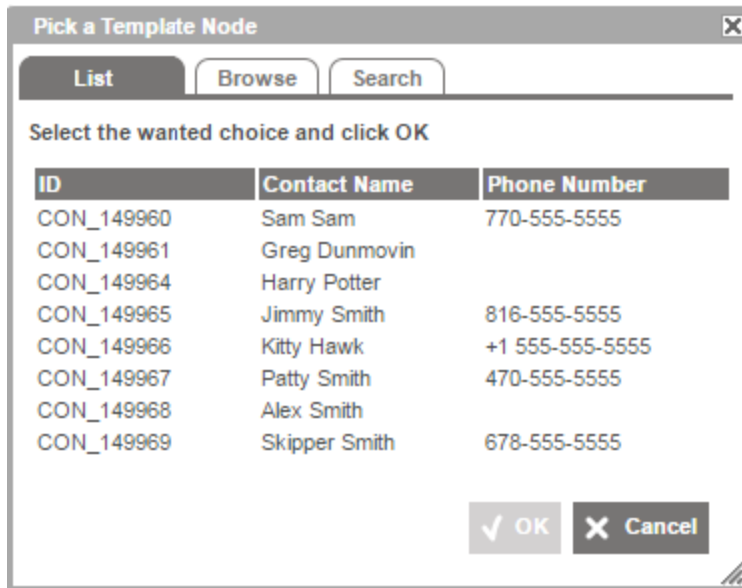 Pick a Template Node
List Browse Search
Select the wanted choice and click OK
ID Contact Name Phone Number
CON_149960 Sam Sam 770-555-5555
CON_149961 Greg Dunmovin
CON_149964 Harry Potter
CON_149965 Jimmy Smith 816-555-5555
CON_149966 Kitty Hawk +1 555-555-5555
CON_149967 Patty Smith 470-555-5555
CON_149968 Alex Smith
CON_149969 Skipper Smith 678-555-5555
OK Cancel